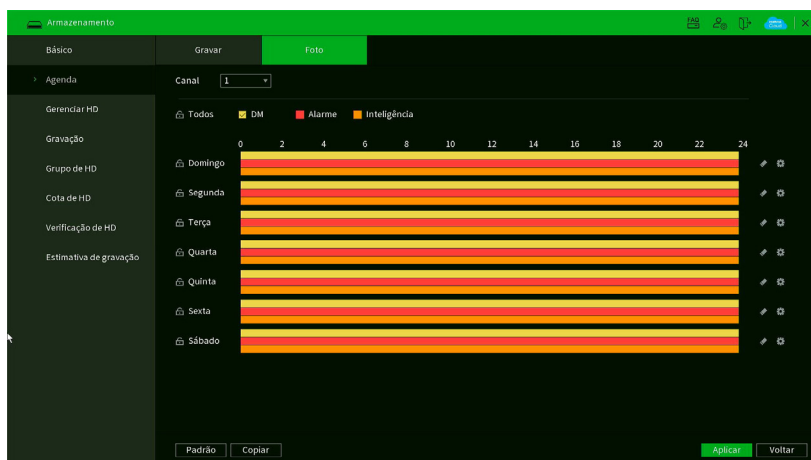 Armazenamento
FAQ
Básico
Gravar
Foto
Agenda
Canal
1
Gerenciar HD
Todos
DM
Alarme
Inteligência
Gravação
0 2 4 6 8 10 12 14 16 18 20 22 24
Grupo de HD
Domingo
Cota de HD
Segunda
Verificação de HD
Terça
Estimativa de gravação
Quarta
Quinta
Sexta
Sábado
Padrão
Copiar
Aplicar
Voltar